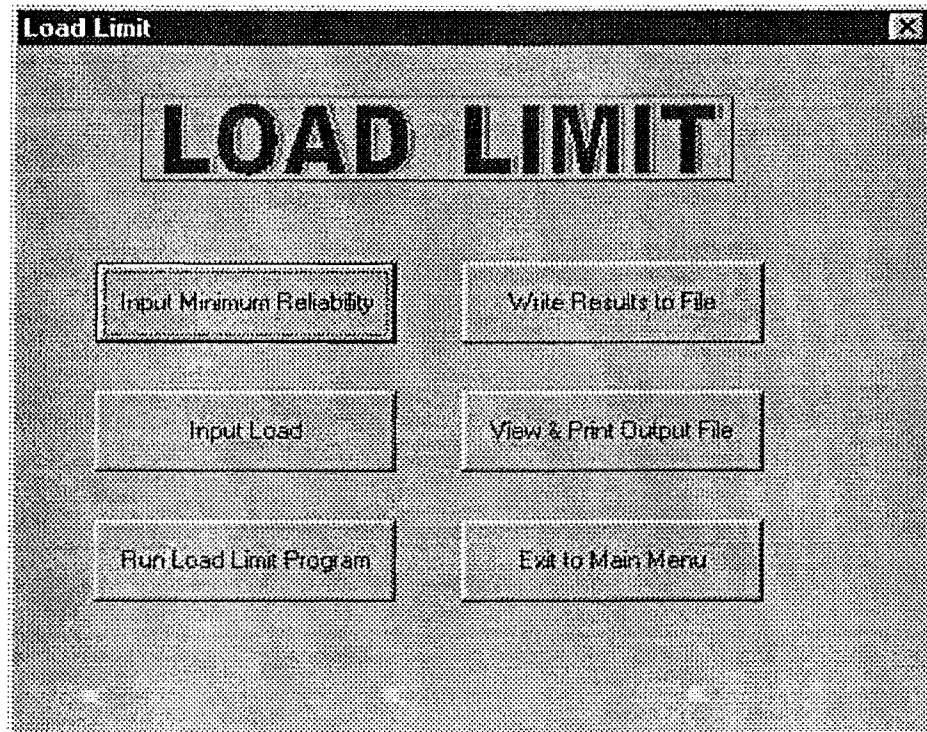 Load Limit
LOAD LIMIT
Input Minimum Reliability
Write Results to File
Input Load
View & Print Output File
Run Load Limit Program
Exit to Main Menu